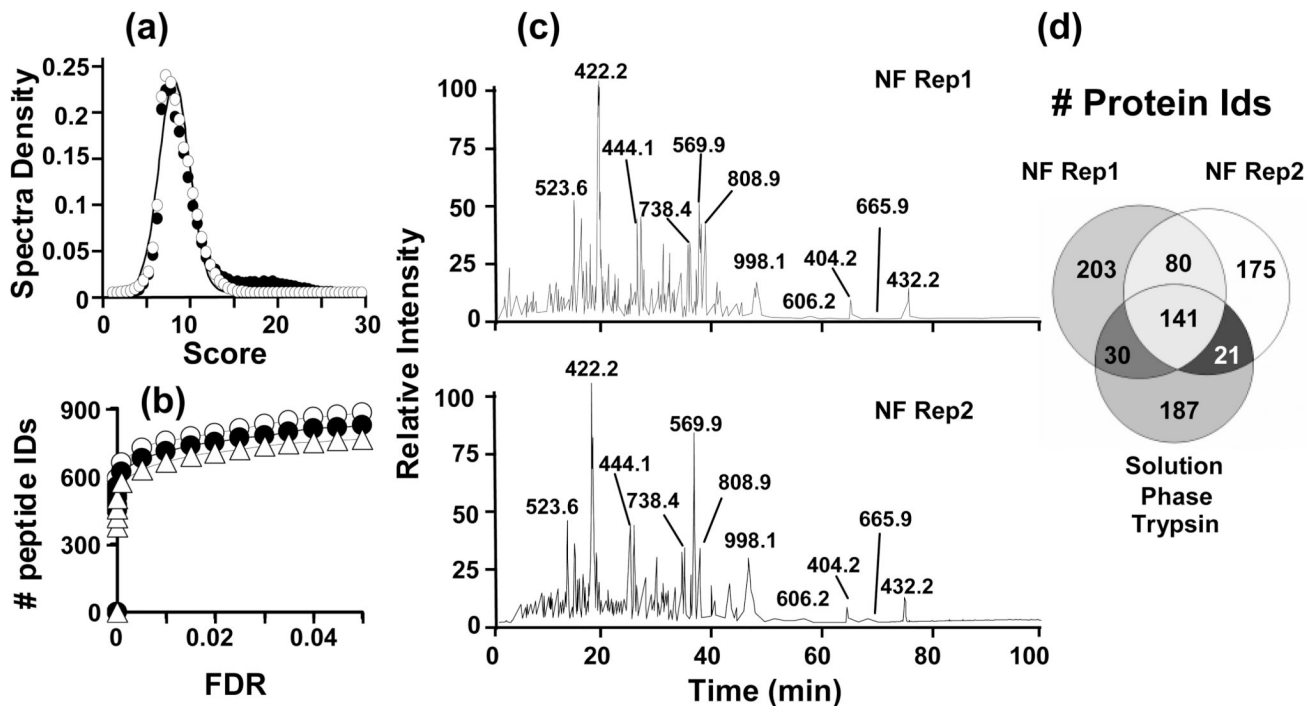 (a)
Spectra Density
0.25
0.2
0.15
0.1
0.05
0
0 10 20 30
Score
(b)
# peptide IDs
900
600
300
0
0 0.02 0.04
FDR
(c)
Relative Intensity
NF Rep1
100
75
50
25
0
422.2
444.1
523.6
569.9
808.9
738.4
665.9
998.1
404.2
432.2
606.2
NF Rep2
100
75
50
25
0
422.2
569.9
444.1
738.4
808.9
523.6
665.9
998.1
404.2
432.2
606.2
0 20 40 60 80 100
Time (min)
(d)
# Protein Ids
NF Rep1
NF Rep2
203 80 175
141
30 21
187
Solution
Phase
Trypsin